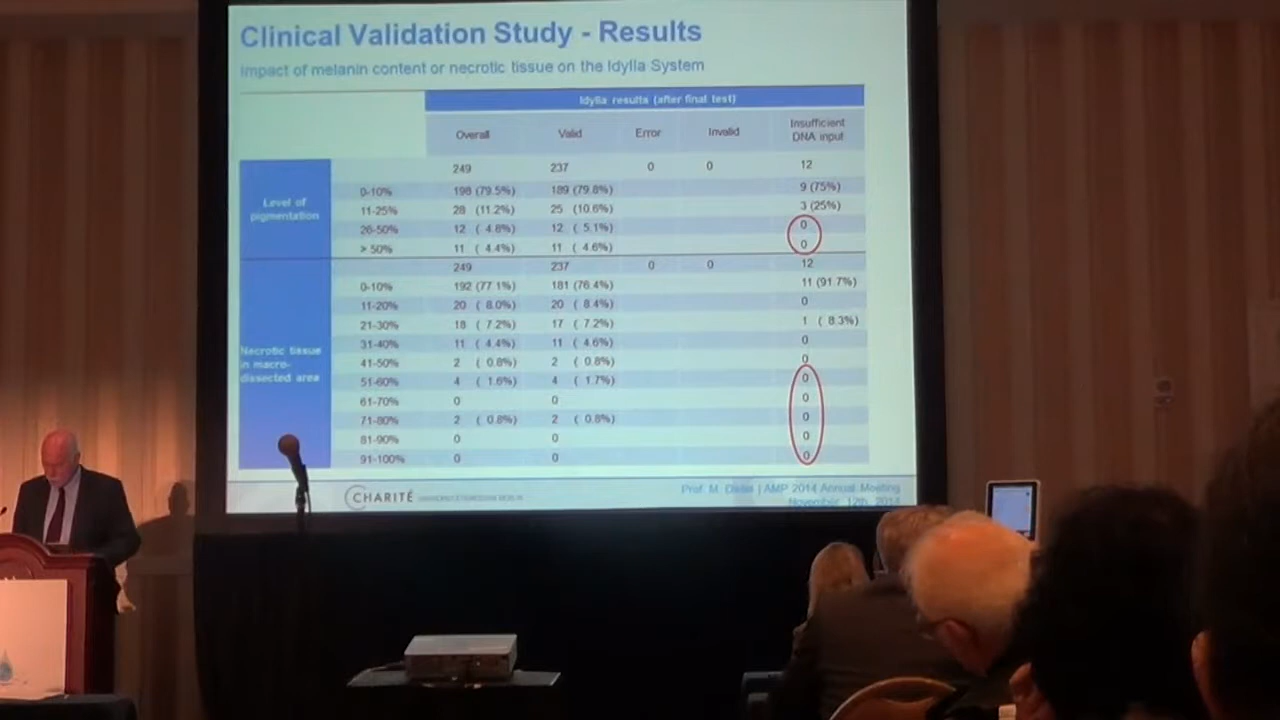 Clinical Validation Study - Results
Impact of melanin content or necrotic tissue on the Idylla System
Idylla results (after final test)
Overall Valid Error Invalid Insufficient DNA input
Level of pigmentation
249 237 0 0 12
0-10% 198 (79.5%) 189 (79.8%) 9 (75%)
11-25% 28 (11.2%) 25 (10.6%) 3 (25%)
26-50% 12 ( 4.8%) 12 ( 5.1%) 0
> 50% 11 ( 4.4%) 11 ( 4.6%) 0
Necrotic tissue in macro-dissected area
249 237 0 0 12
0-10% 192 (77.1%) 181 (76.4%) 11 (91.7%)
11-20% 20 ( 8.0%) 20 ( 8.4%) 0
21-30% 18 ( 7.2%) 17 ( 7.2%) 1 ( 8.3%)
31-40% 11 ( 4.4%) 11 ( 4.6%) 0
41-50% 2 ( 0.8%) 2 ( 0.8%) 0
51-60% 4 ( 1.6%) 4 ( 1.7%) 0
61-70% 0 0 0
71-80% 2 ( 0.8%) 2 ( 0.8%) 0
81-90% 0 0 0
91-100% 0 0 0
CHARITÉ
Prof. M. | AMP 2014 Annual Meeting
November, 12th, 2014